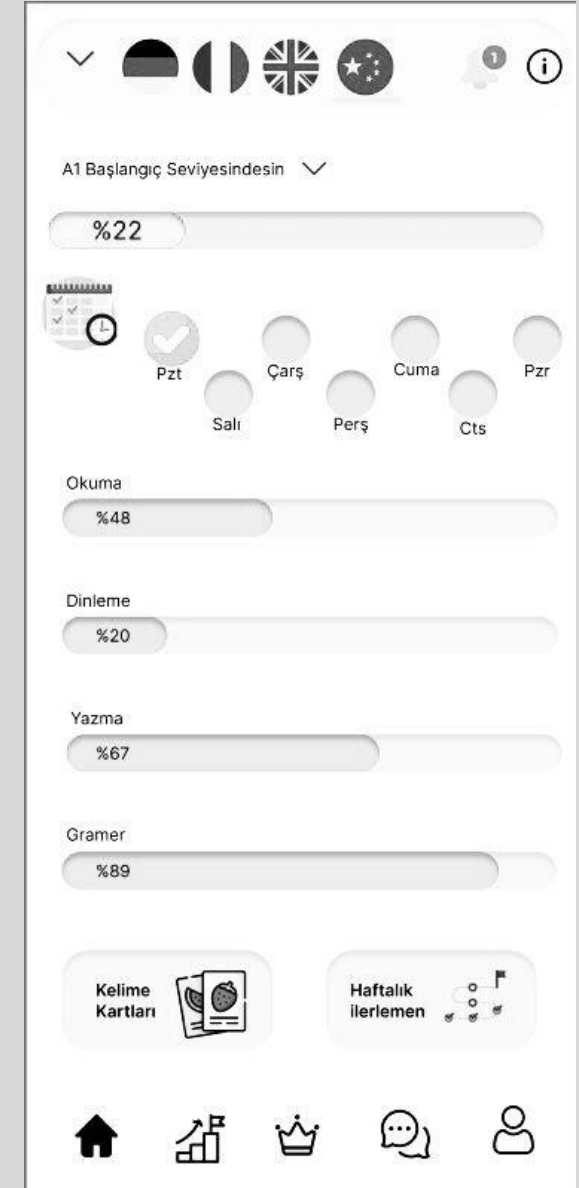 1
i
A1 Başlangıç Seviyesindesin
%22
Pzt
Salı
Çarş
Perş
Cuma
Cts
Pzr
Okuma
%48
Dinleme
%20
Yazma
%67
Gramer
%89
Kelime
Kartları
Haftalık
ilerlemen